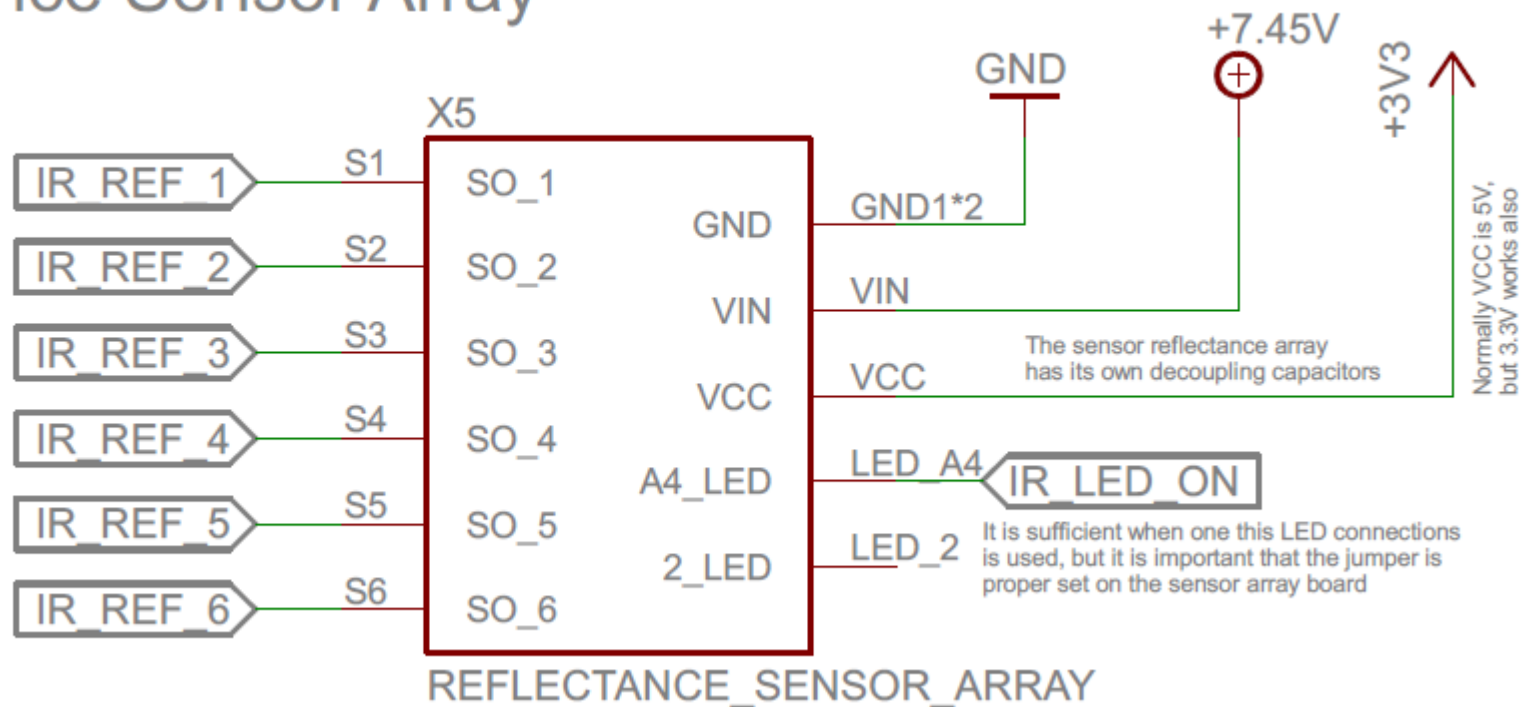 Sensor Array
+7.45V
GND
+3V3
X5
IR_REF_1
S1
SO_1
IR_REF_2
S2
SO_2
IR_REF_3
S3
SO_3
IR_REF_4
S4
SO_4
IR_REF_5
S5
SO_5
IR_REF_6
S6
SO_6
GND
GND1*2
VIN
VIN
VCC
VCC
A4_LED
LED_A4
IR_LED_ON
2_LED
LED_2
The sensor reflectance array
has its own decoupling capacitors
Normally VCC is 5V,
but 3.3V works also
It is sufficient when one this LED connections
is used, but it is important that the jumper is
proper set on the sensor array board
REFLECTANCE_SENSOR_ARRAY